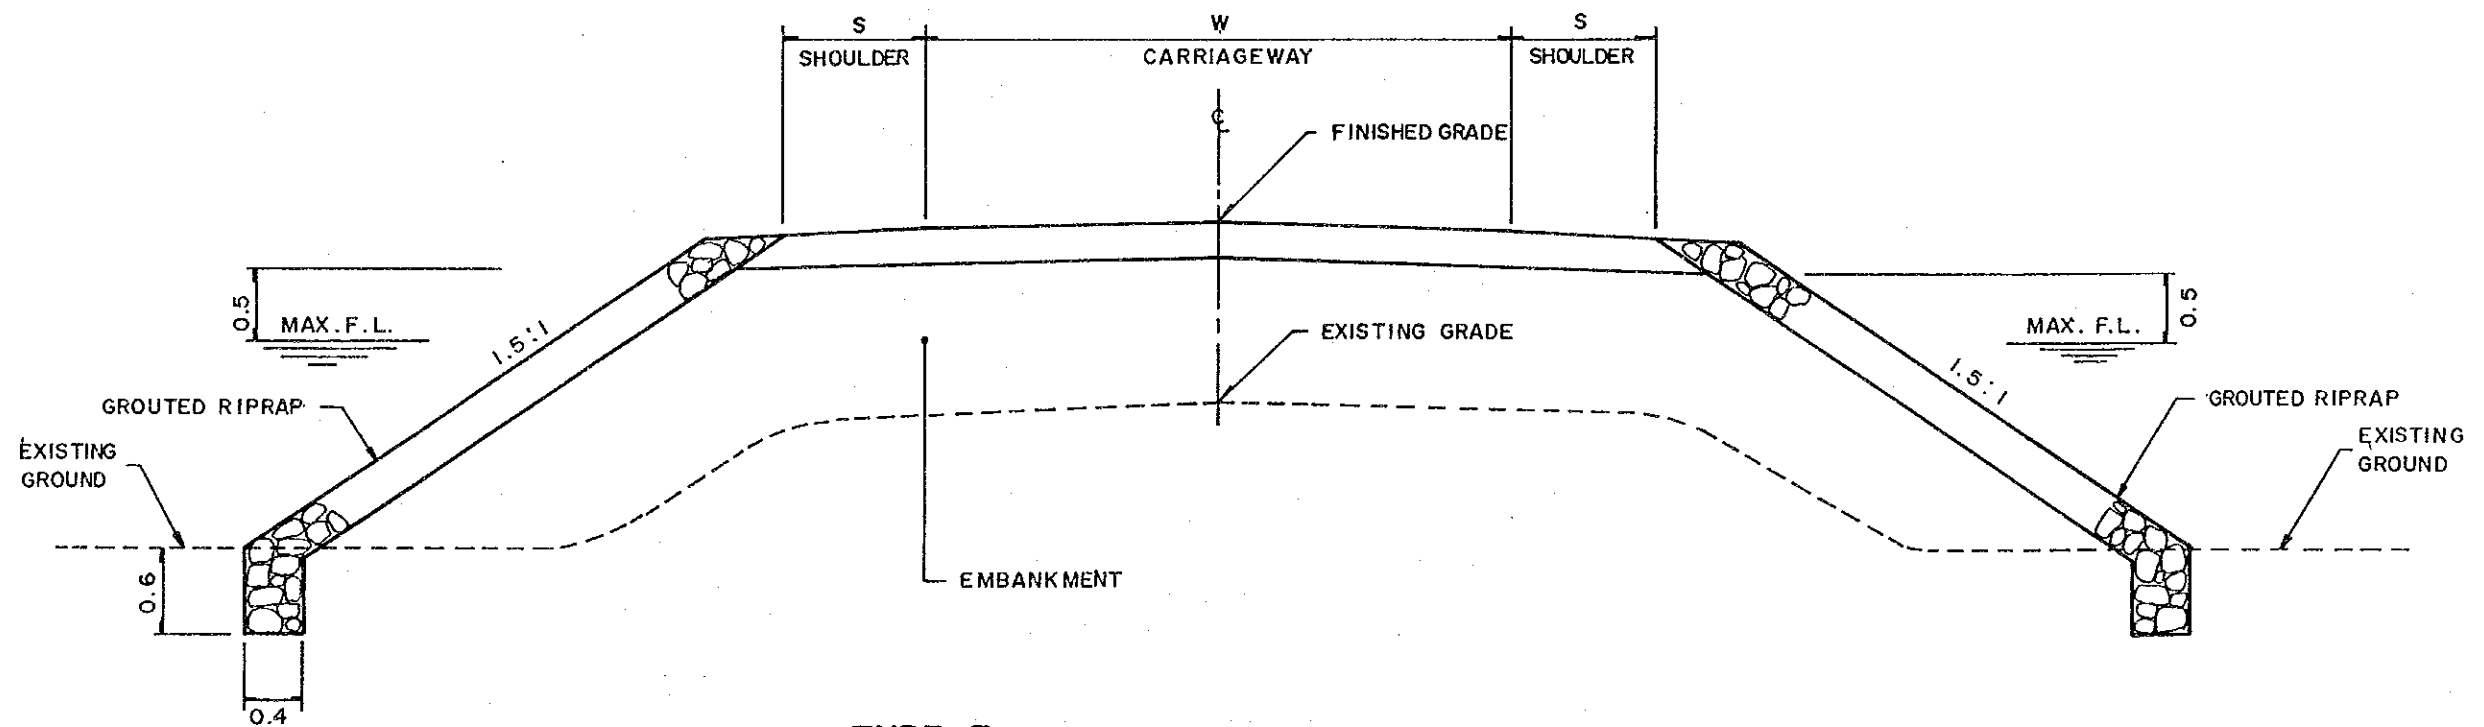 S
W
S
SHOULDER
CARRIAGEWAY
SHOULDER
℄
FINISHED GRADE
0.5
MAX. F.L.
1.5:1
EXISTING GRADE
MAX. F.L.
0.5
1.5:1
GROUTED RIPRAP
GROUTED RIPRAP
EXISTING
GROUND
EXISTING
GROUND
0.6
EMBANKMENT
0.4